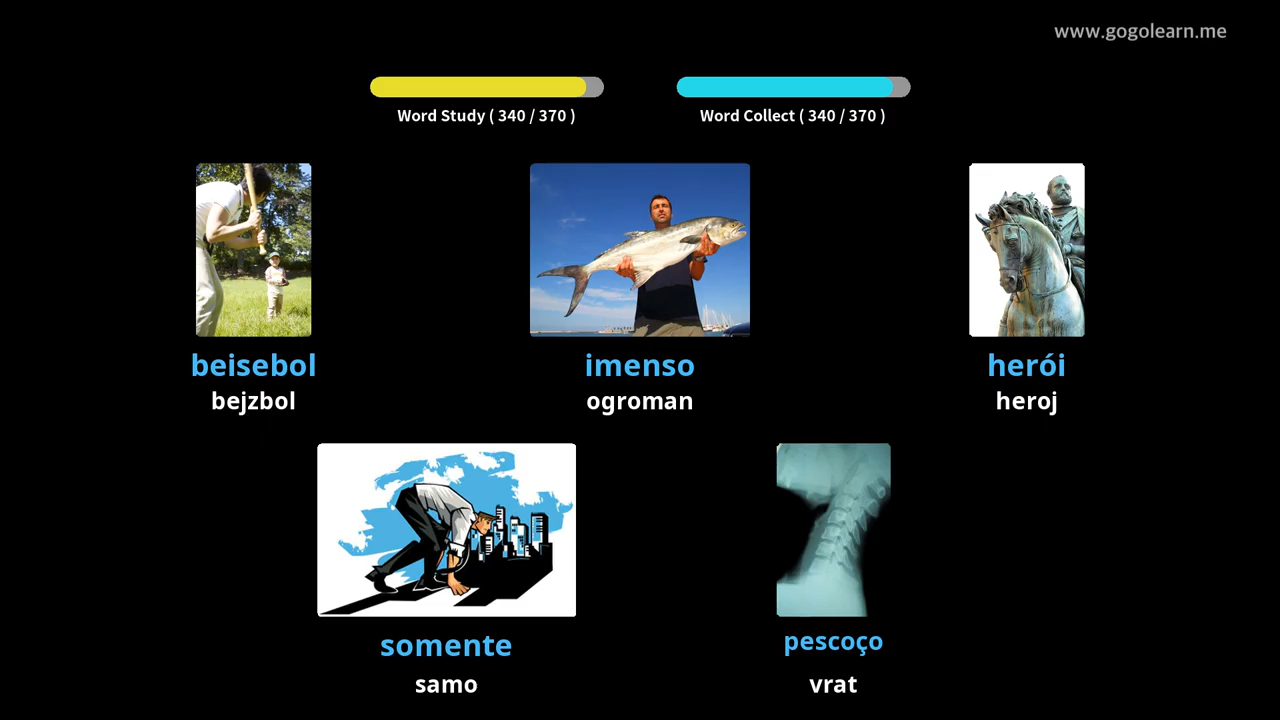 www.gogolearn.me
Word Study ( 340 / 370 )
Word Collect ( 340 / 370 )
beisebol
bejzbol
imenso
ogroman
herói
heroj
somente
samo
pescoço
vrat